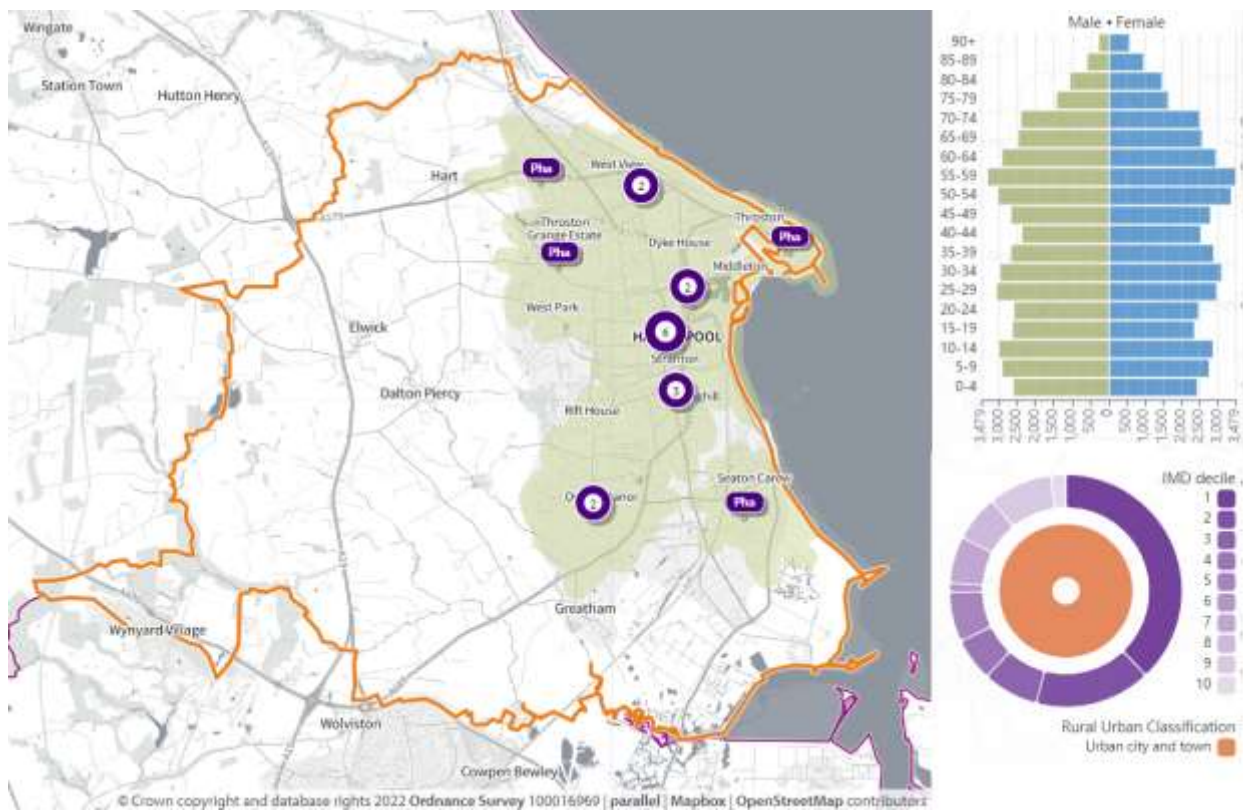 Wingate
Station Town
Hutton Henry
A19
Hart
Pha
West View
2
A179
Throston
Grange Estate
Pha
Dyke House
Throston
Pha
Middleton
West Park
2
Elwick
6
POOL
Stranton
Dalton Piercy
3
Rift House
Seaton Carew
Pha
2
Manor
Greatham
Wynyard Village
Wolviston
Cowpen Bewley
© Crown copyright and database rights 2022 Ordnance Survey 100016969 | parallel | Mapbox | OpenStreetMap contributors
Male • Female
90+
85-89
80-84
75-79
70-74
65-69
60-64
55-59
50-54
45-49
40-44
35-39
30-34
25-29
20-24
15-19
10-14
5-9
0-4
3,479
3,000
2,500
2,000
1,500
1,000
500
0
500
1,000
1,500
2,000
2,500
3,000
3,479
IMD decile
1
2
3
4
5
6
7
8
9
10
Rural Urban Classification
Urban city and town